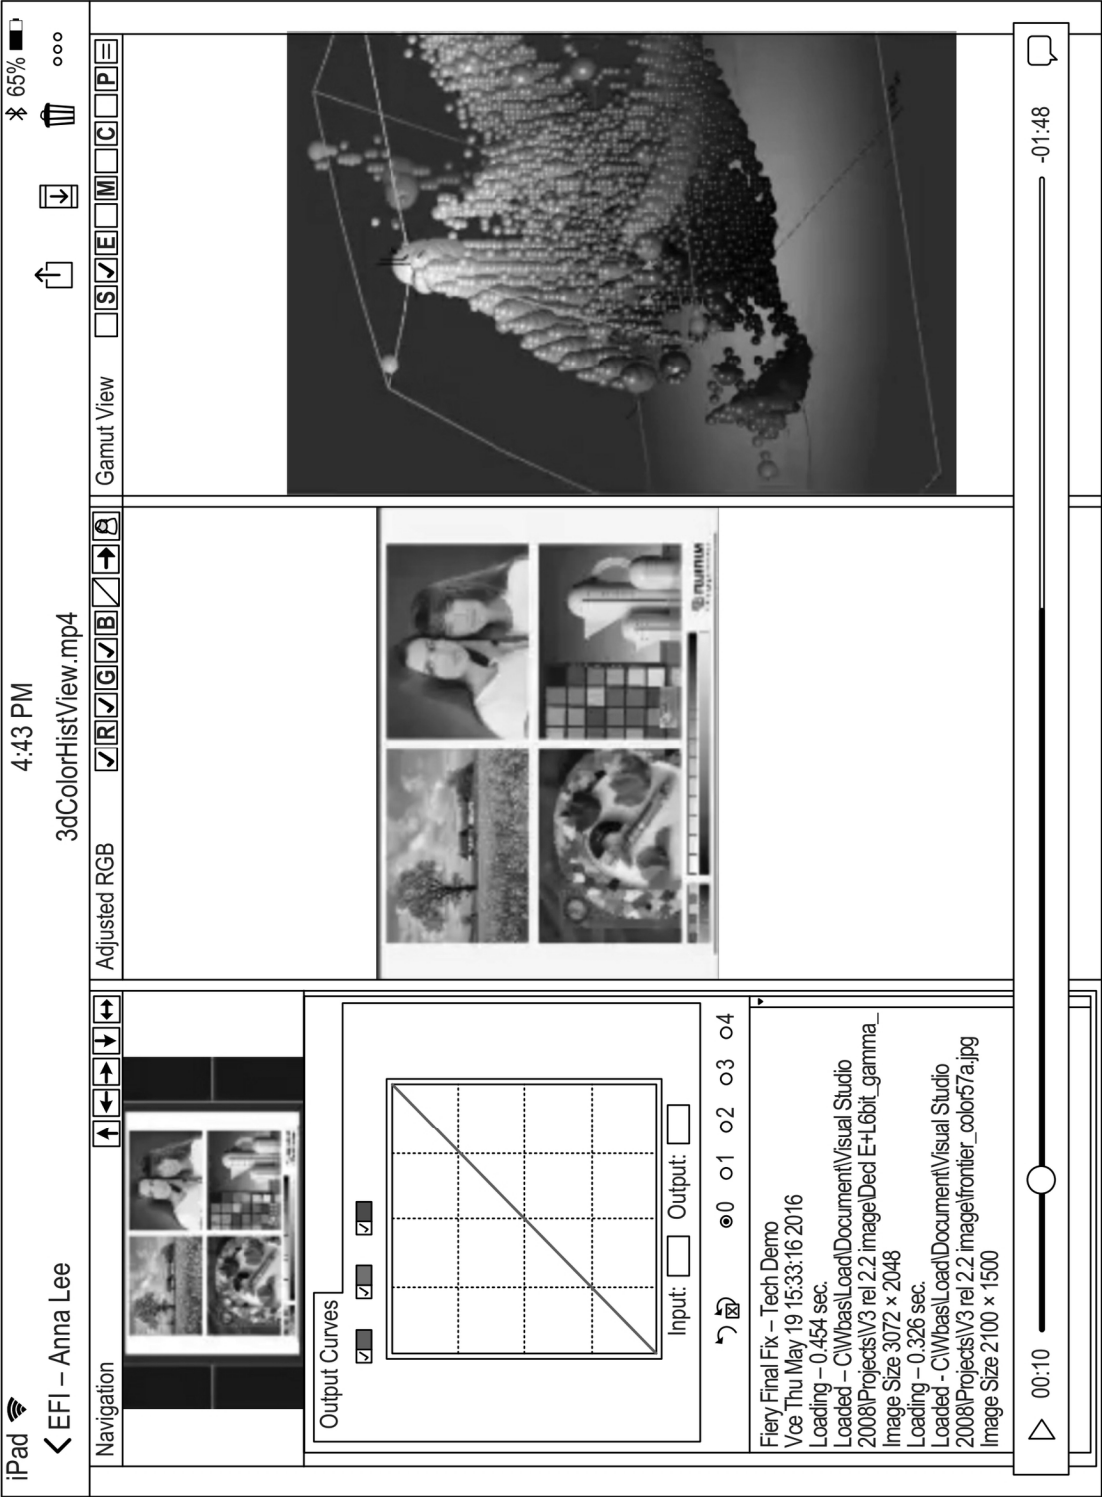 iPad
4:43 PM
65%
EFI – Anna Lee
3dColorHistView.mp4
Navigation
Adjusted RGB
R G B
Gamut View
S E M C P
Output Curves
Input: Output:
0 1 2 3 4
Fiery Final Fix – Tech Demo
Vce Thu May 19 15:33:16 2016
Loading – 0.454 sec.
Loaded – C\Wbas\Load\Document\Visual Studio
2008\Projects\V3 rel 2.2 image\Ded E+L6bit_gamma_
Image Size 3072 × 2048
Loading – 0.326 sec.
Loaded - C\Wbas\Load\Document\Visual Studio
2008\Projects\V3 rel 2.2 image\frontier_color57a.jpg
Image Size 2100 × 1500
FUJIFILM
00:10
-01:48